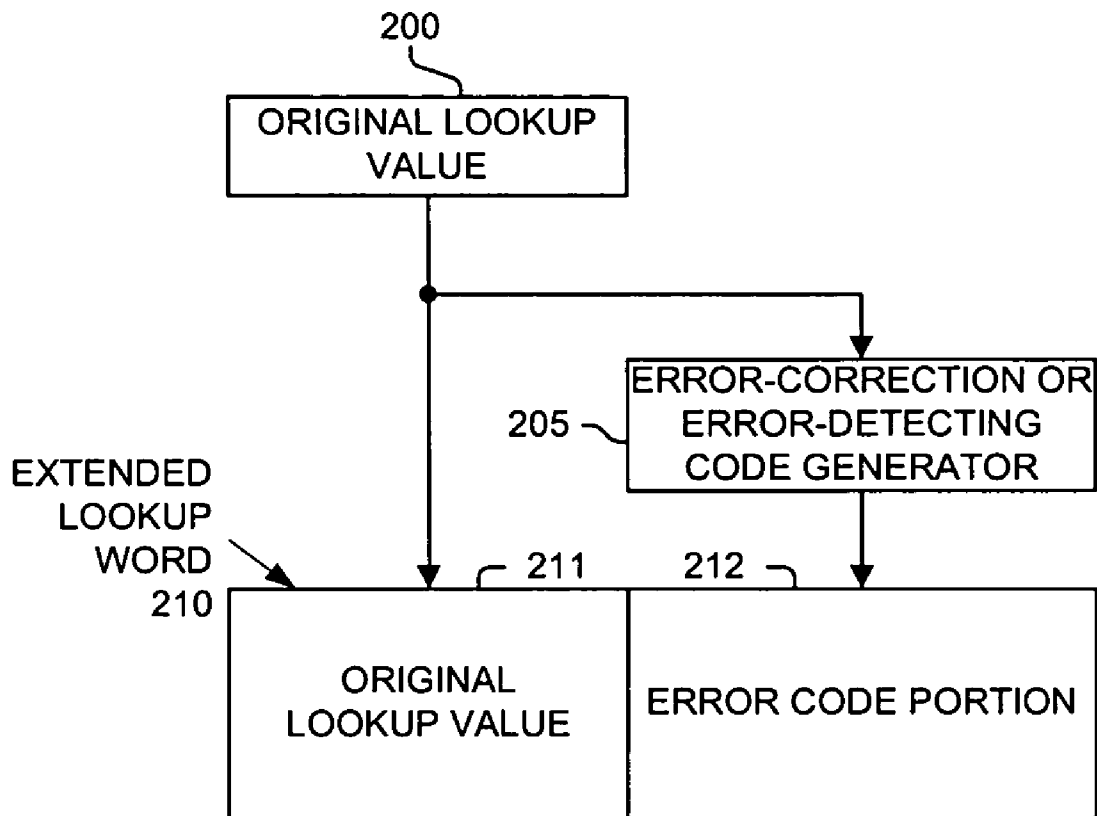 200
ORIGINAL LOOKUP
VALUE
ERROR-CORRECTION OR
ERROR-DETECTING
CODE GENERATOR
205
EXTENDED
LOOKUP
WORD
210
211
212
ORIGINAL
LOOKUP VALUE
ERROR CODE PORTION